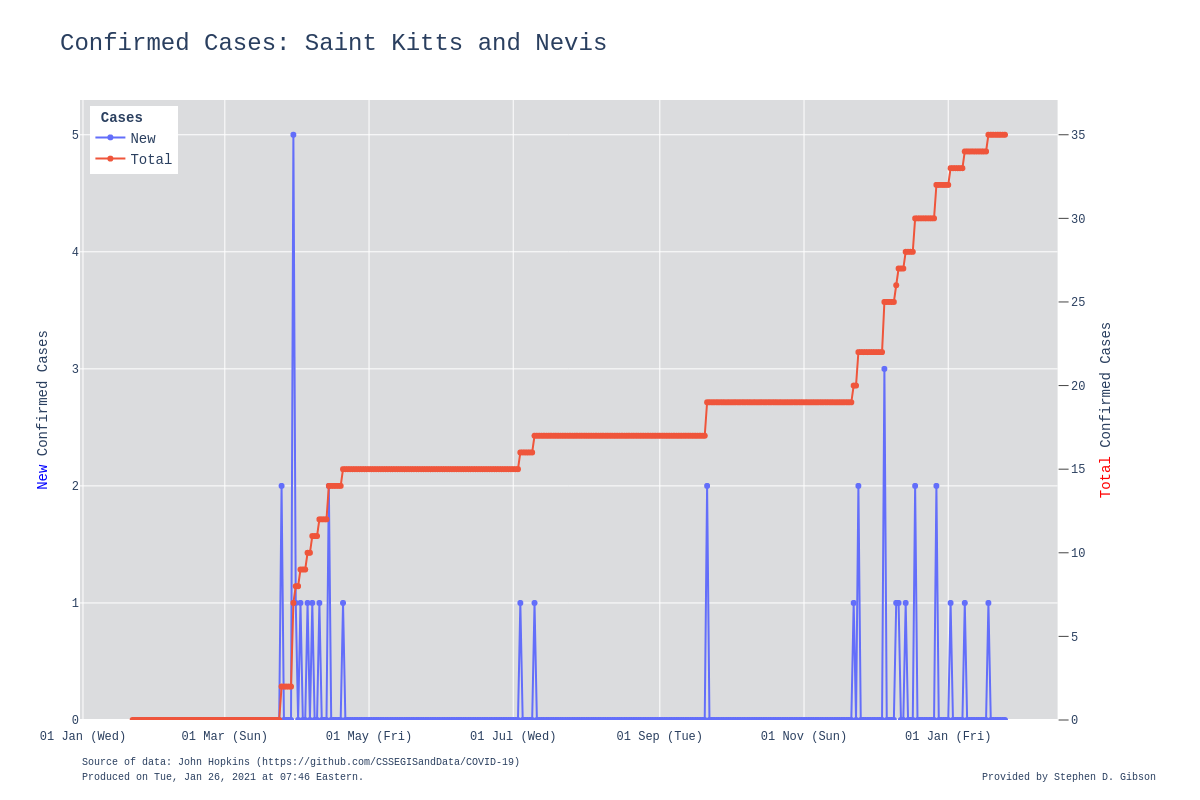 Confirmed Cases: Saint Kitts and Nevis
Cases
New
Total
5
4
3
2
1
0
New Confirmed Cases
35
30
25
20
15
10
5
0
Total Confirmed Cases
01 Jan (Wed)
01 Mar (Sun)
01 May (Fri)
01 Jul (Wed)
01 Sep (Tue)
01 Nov (Sun)
01 Jan (Fri)
Source of data: John Hopkins (https://github.com/CSSEGISandData/COVID-19)
Produced on Tue, Jan 26, 2021 at 07:46 Eastern.
Provided by Stephen D. Gibson